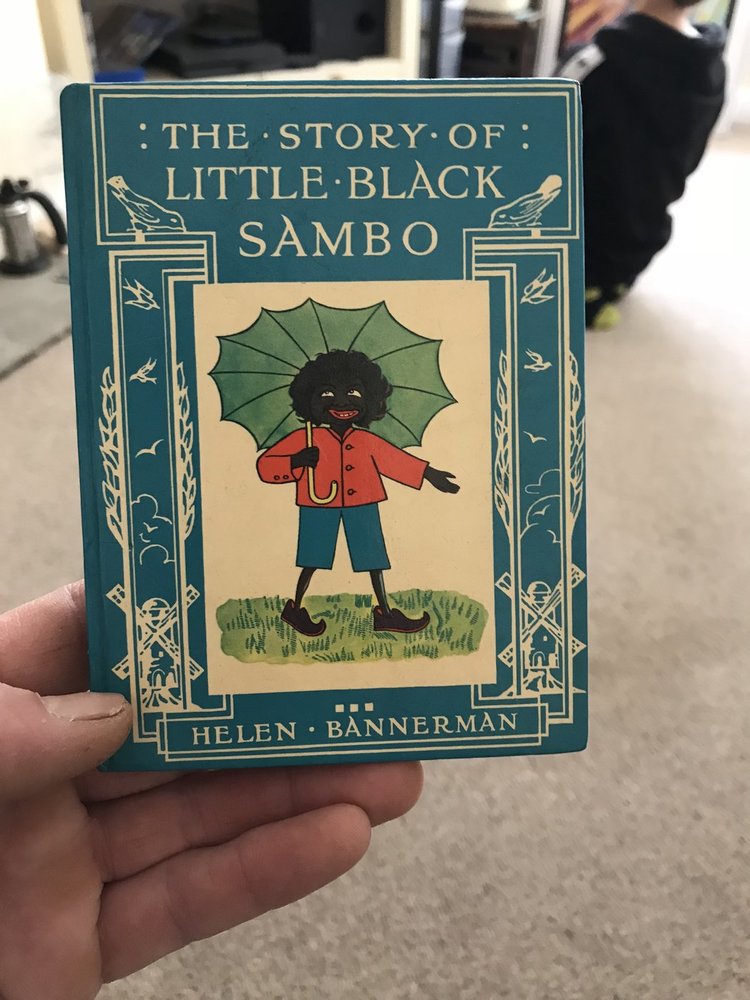 : THE · STORY · OF :
LITTLE · BLACK
SAMBO
HELEN · BANNERMAN